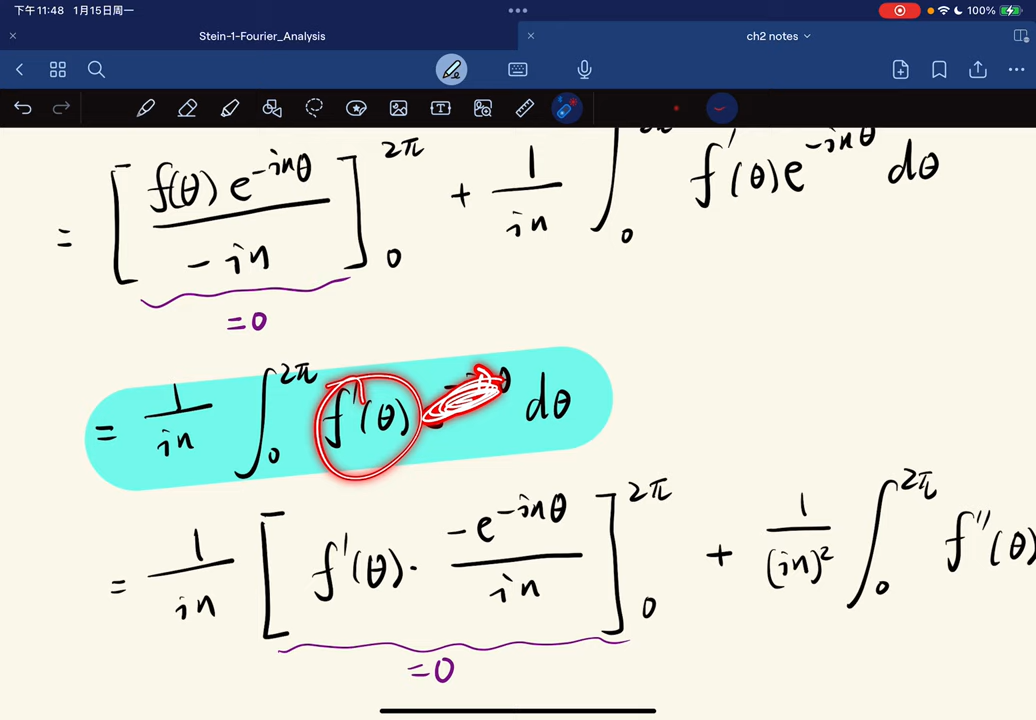 下午11:48 1月15日周一 100%
Stein-1-Fourier_Analysis ch2 notes
= [ f(θ) e^{-inθ} / -in ]_0^{2π} + 1/in ∫_0 f'(θ) e^{-inθ} dθ
= 0
= 1/in ∫_0^{2π} f'(θ) dθ
= 1/in [ f'(θ) · -e^{-inθ} / in ]_0^{2π} + 1/(in)² ∫_0^{2π} f''(θ)
= 0